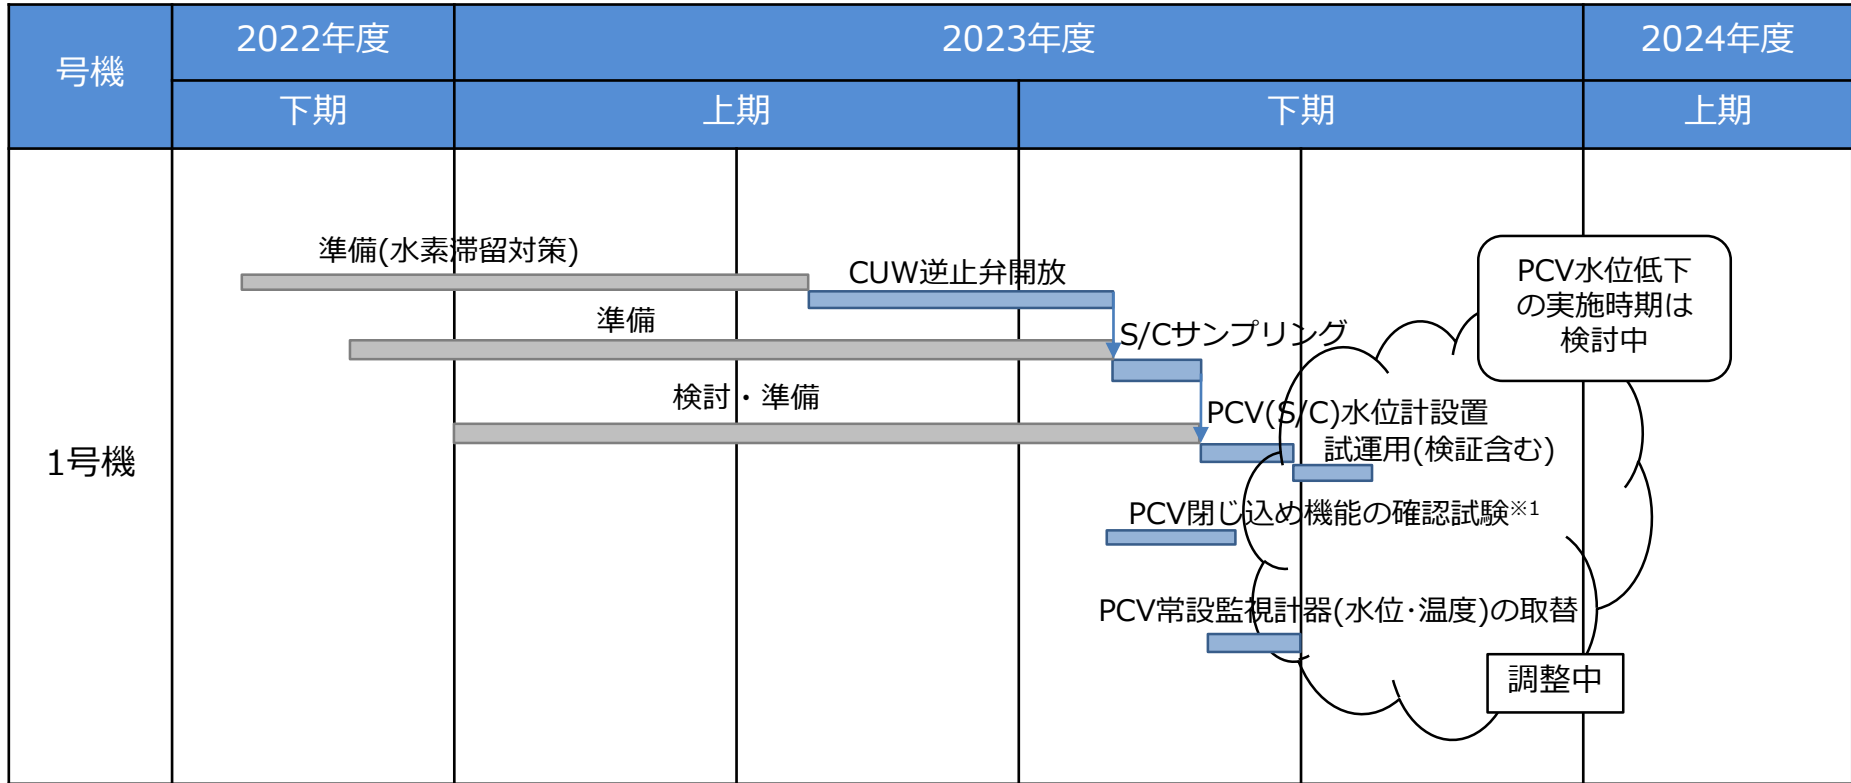 号機
2022年度
2023年度
2024年度
下期
上期
下期
上期
1号機
準備(水素滞留対策)
CUW逆止弁開放
準備
S/Cサンプリング
検討・準備
PCV(S/C)水位計設置
試運用(検証含む)
PCV閉じ込め機能の確認試験※1
PCV常設監視計器(水位・温度)の取替
PCV水位低下
の実施時期は
検討中
調整中